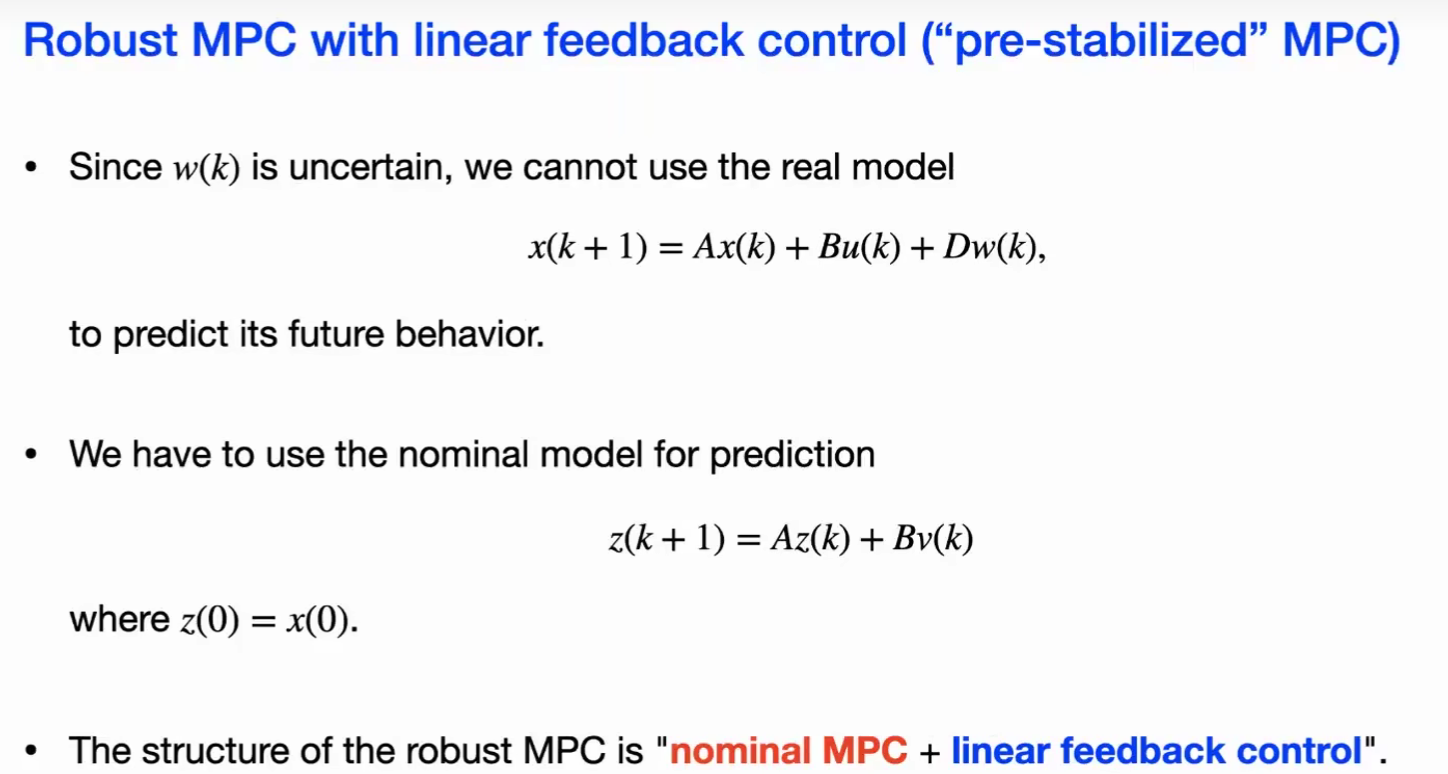 Robust MPC with linear feedback control (“pre-stabilized” MPC)
• Since w(k) is uncertain, we cannot use the real model
x(k + 1) = Ax(k) + Bu(k) + Dw(k),
to predict its future behavior.
• We have to use the nominal model for prediction
z(k + 1) = Az(k) + Bv(k)
where z(0) = x(0).
• The structure of the robust MPC is "nominal MPC + linear feedback control".